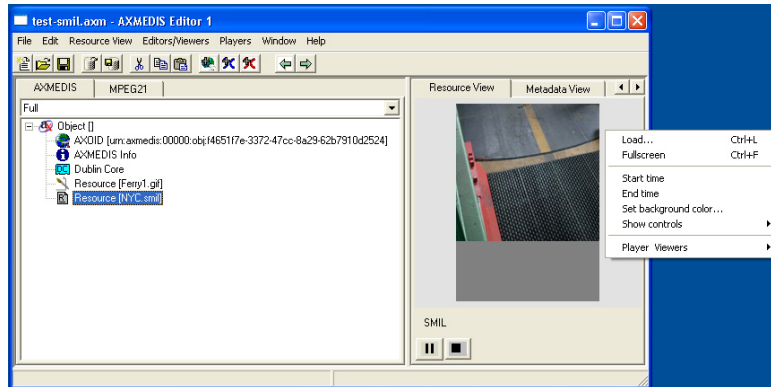 test-smil.axm - AXMEDIS Editor 1
File Edit Resource View Editors/Viewers Players Window Help
AXMEDIS MPEG21
Full
Object []
AXOID [urn:axmedis:00000:obj:f4651f7e-3372-47cc-8a29-62b7910d2524]
AXMEDIS Info
DC Dublin Core
Resource [Ferry1.gif]
Resource [NYC.smil]
Resource View Metadata View
Load... Ctrl+L
Fullscreen Ctrl+F
Start time
End time
Set background color...
Show controls
Player Viewers
SMIL